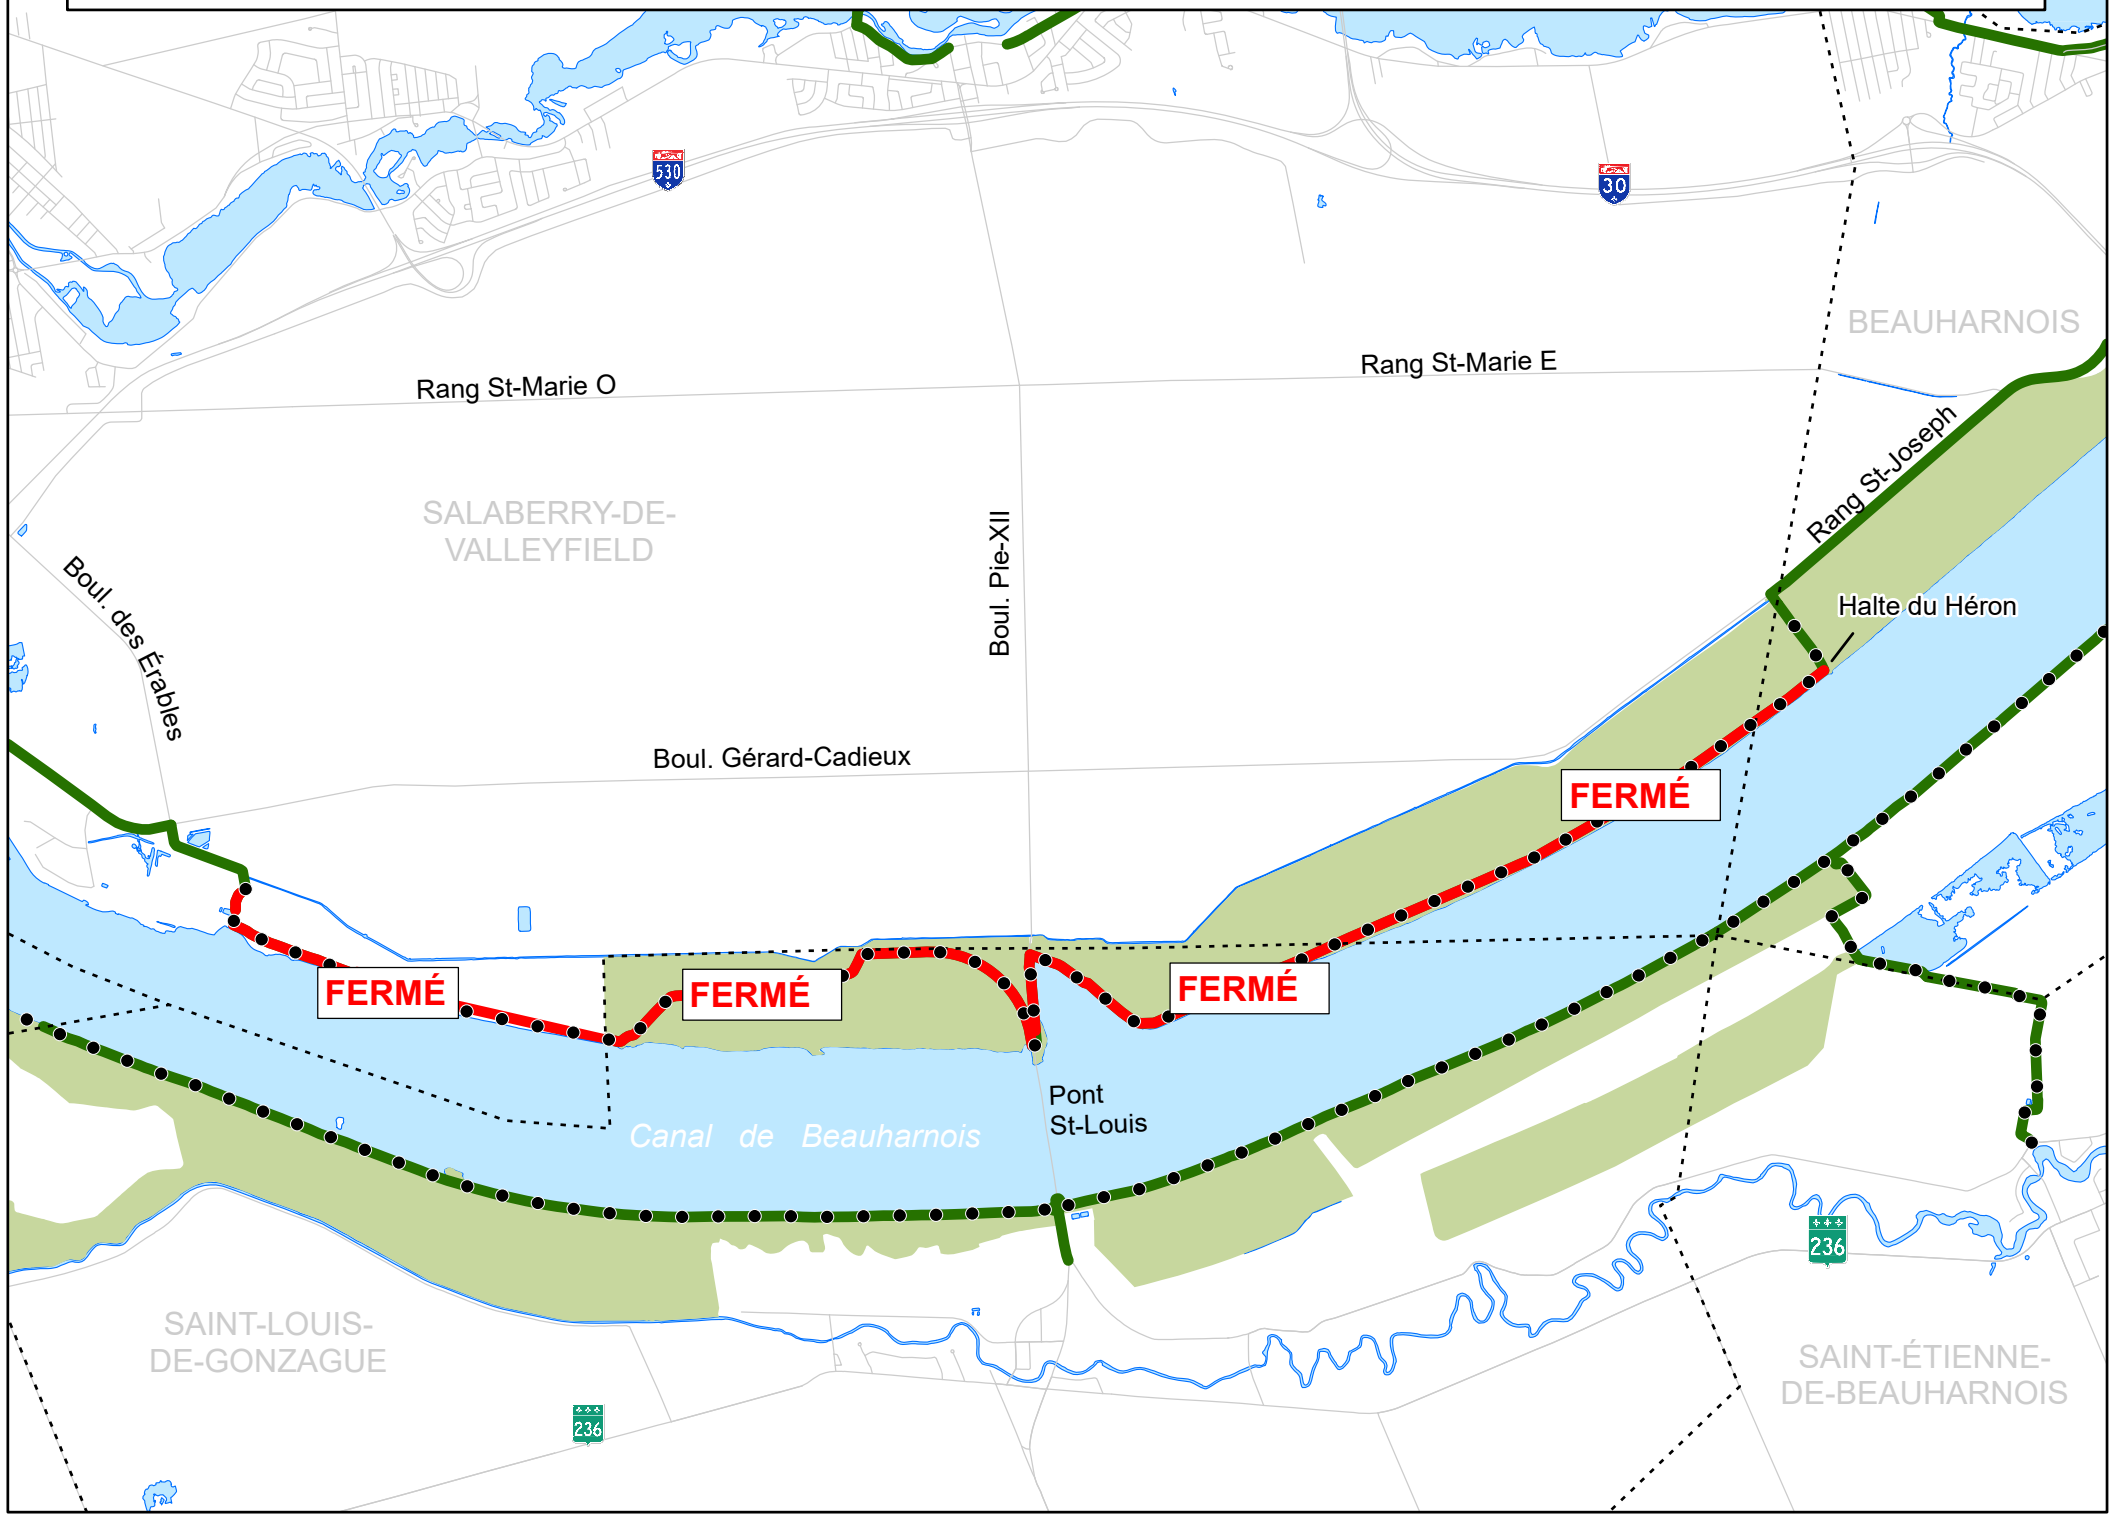 530
30
BEAUHARNOIS
Rang St-Marie O
Rang St-Marie E
Rang St-Joseph
SALABERRY-DE-
VALLEYFIELD
Boul. Pie-XII
Boul. des Érables
Halte du Héron
Boul. Gérard-Cadieux
FERMÉ
FERMÉ
FERMÉ
FERMÉ
Pont
St-Louis
Canal de Beauharnois
236
SAINT-LOUIS-
DE-GONZAGUE
SAINT-ÉTIENNE-
DE-BEAUHARNOIS
236